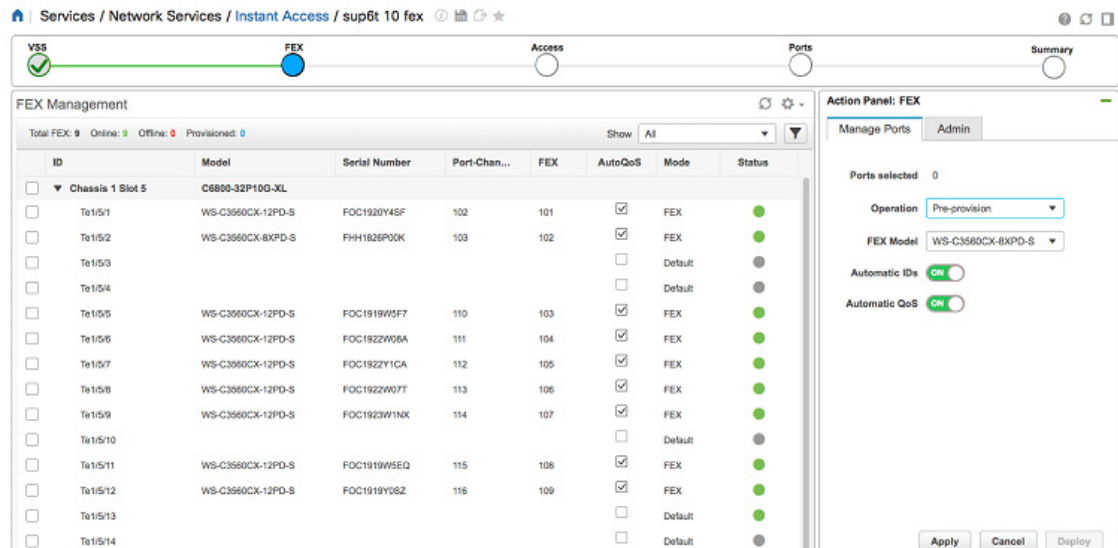 Services / Network Services / Instant Access / sup6t 10 fex
VSS FEX Access Ports Summary
FEX Management
Total FEX: 9 Online: 9 Offline: 0 Provisioned: 0 Show All
ID Model Serial Number Port-Chan... FEX AutoQoS Mode Status
Chassis 1 Slot 5 C6800-32P10G-XL
Te1/5/1 WS-C3560CX-12PD-S FOC1920Y4SF 102 101 FEX
Te1/5/2 WS-C3560CX-8XPD-S FHH1826P00K 103 102 FEX
Te1/5/3 Default
Te1/5/4 Default
Te1/5/5 WS-C3560CX-12PD-S FOC1919W5F7 110 103 FEX
Te1/5/6 WS-C3560CX-12PD-S FOC1922W08A 111 104 FEX
Te1/5/7 WS-C3560CX-12PD-S FOC1922Y1CA 112 105 FEX
Te1/5/8 WS-C3560CX-12PD-S FOC1922W07T 113 106 FEX
Te1/5/9 WS-C3560CX-12PD-S FOC1923W1NX 114 107 FEX
Te1/5/10 Default
Te1/5/11 WS-C3560CX-12PD-S FOC1919W5EQ 115 108 FEX
Te1/5/12 WS-C3560CX-12PD-S FOC1919Y0SZ 116 109 FEX
Te1/5/13 Default
Te1/5/14 Default
Action Panel: FEX
Manage Ports Admin
Ports selected 0
Operation Pre-provision
FEX Model WS-C3560CX-8XPD-S
Automatic IDs ON
Automatic QoS ON
Apply Cancel Deploy